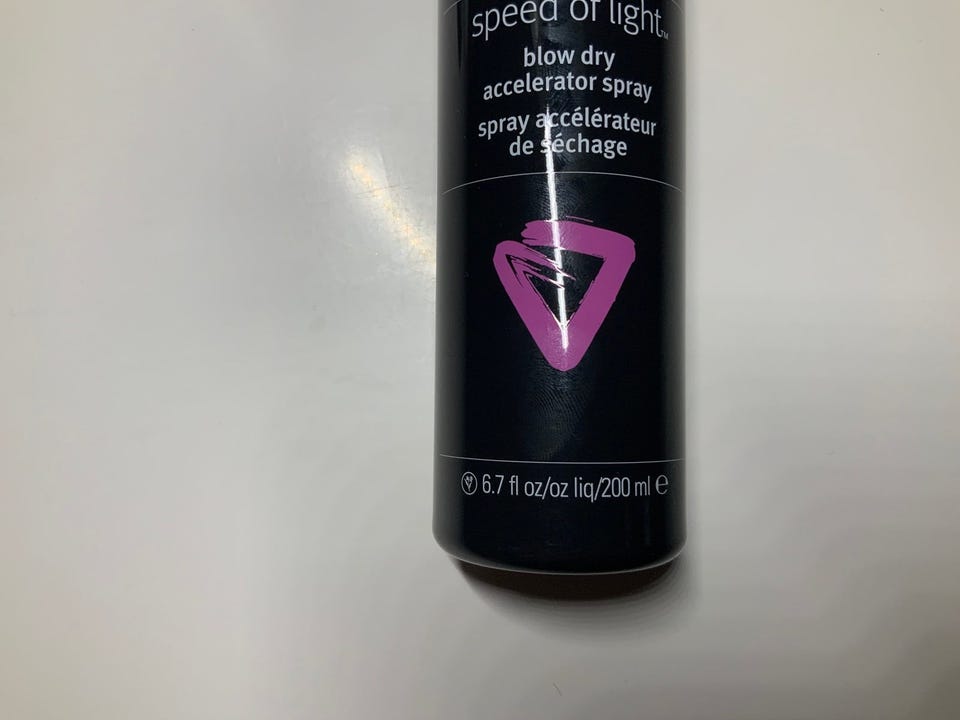 speed of light™
blow dry
accelerator spray
spray accélérateur
de séchage
6.7 fl oz/oz liq/200 ml ℮